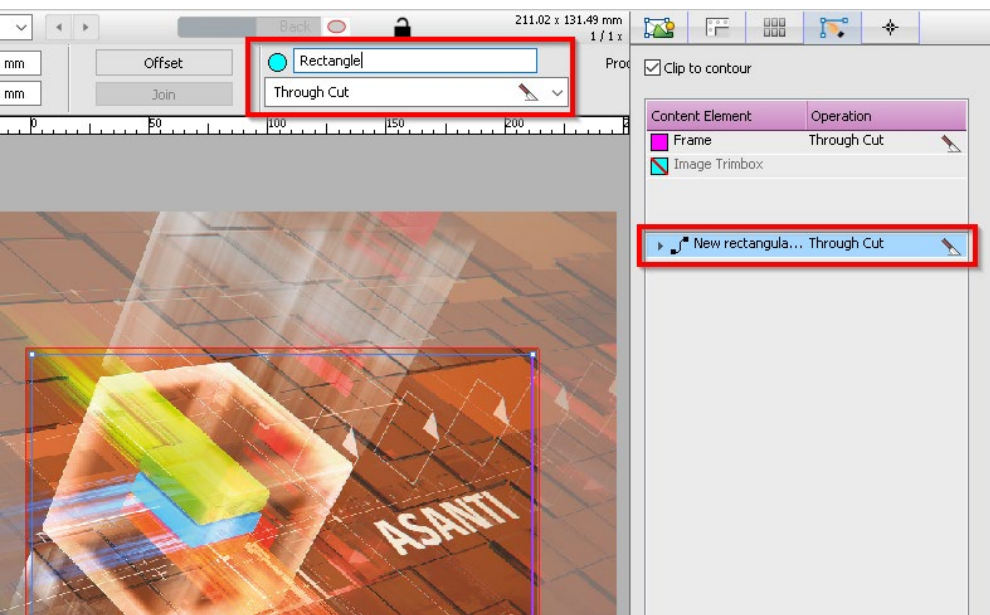 Back
211.02 x 131.49 mm
1 / 1 x
mm
Offset
Rectangle
mm
Join
Through Cut
0 50 100 150 200
ASANTI
Clip to contour
Content Element Operation
Frame Through Cut
Image Trimbox
New rectangula... Through Cut